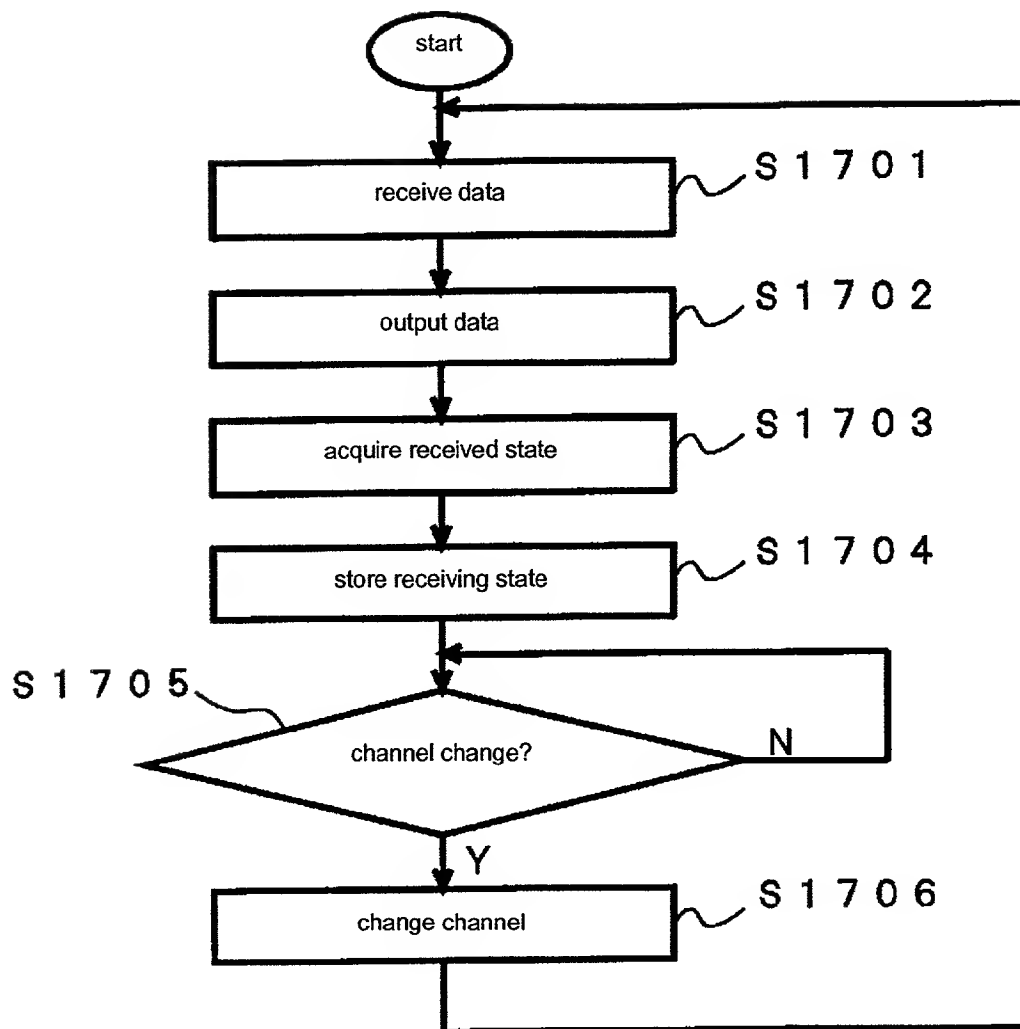 start
receive data
S1701
output data
S1702
acquire received state
S1703
store receiving state
S1704
S1705
channel change?
N
Y
change channel
S1706